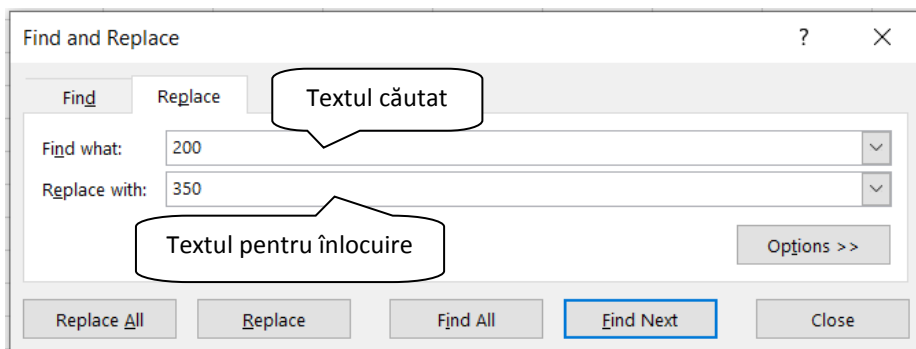 Find and Replace ? X
Find Replace
Textul căutat
Find what: 200
Replace with: 350
Textul pentru înlocuire
Options >>
Replace All Replace Find All Find Next Close